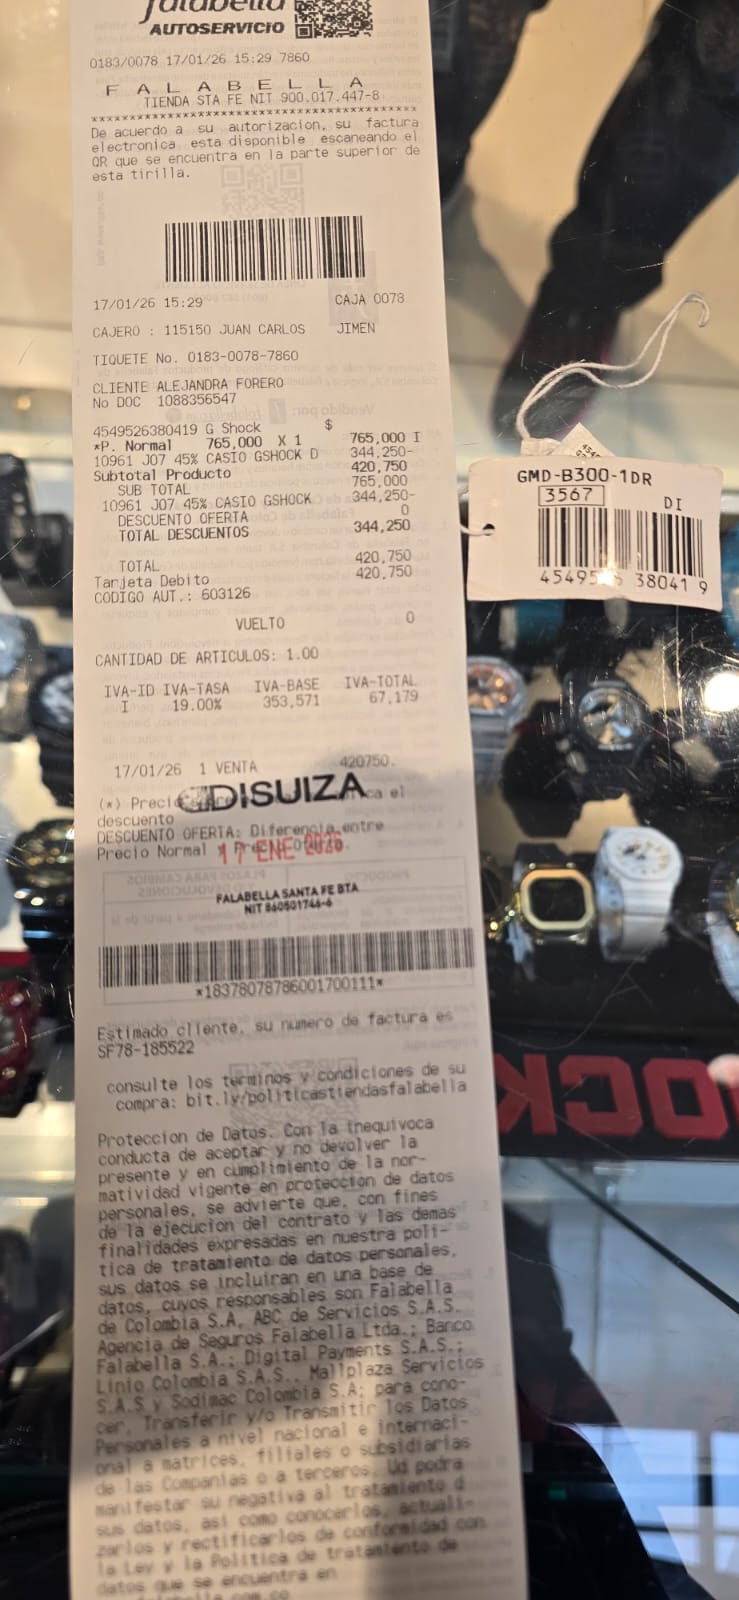 falabella
AUTOSERVICIO
0183/0078 17/01/26 15:29 7860
F A L A B E L L A
TIENDA STA FE NIT 900.017.447-8
******************************************
De acuerdo a su autorizacion, su factura
electronica esta disponible escaneando el
QR que se encuentra en la parte superior de
esta tirilla.
17/01/26 15:29 CAJA 0078
CAJERO : 115150 JUAN CARLOS JIMEN
TIQUETE No. 0183-0078-7860
CLIENTE ALEJANDRA FORERO
No DOC 1088356547
$
4549526380419 G Shock
*P. Normal 765,000 X 1 765,000 I
10961 J07 45% CASIO GSHOCK D 344,250-
Subtotal Producto 420,750
SUB TOTAL 765,000
10961 J07 45% CASIO GSHOCK 344,250-
DESCUENTO OFERTA 0
TOTAL DESCUENTOS 344,250
TOTAL 420,750
Tarjeta Debito 420,750
CODIGO AUT.: 603126
VUELTO 0
CANTIDAD DE ARTICULOS: 1.00
IVA-ID IVA-TASA IVA-BASE IVA-TOTAL
I 19.00% 353,571 67,179
17/01/26 1 VENTA 420750.
DISUIZA
(*) Precio ca el
descuento
DESCUENTO OFERTA: Diferencia entre
Precio Normal y Precio Oferta.
17 ENE 2026
FALABELLA SANTA FE BTA
NIT 860501746-6
*18378078786001700111*
Estimado cliente, su numero de factura es
SF78-185522
consulte los terminos y condiciones de su
compra: bit.ly/politicastiendasfalabella
Proteccion de Datos. Con la inequivoca
conducta de aceptar y no devolver la
presente y en cumplimiento de la nor-
matividad vigente en proteccion de datos
personales, se advierte que, con fines
de la ejecucion del contrato y las demas
finalidades expresadas en nuestra poli-
tica de tratamiento de datos personales,
sus datos se incluiran en una base de
datos, cuyos responsables son Falabella
de Colombia S.A, ABC de Servicios S.A.S,
Agencia de Seguros Falabella Ltda.; Banco
Falabella S.A.; Digital Payments S.A.S.;
Linio Colombia S.A.S., Mallplaza Servicios
S.A.S y Sodimac Colombia S.A; para cono-
cer, Transferir y/o Transmitir los Datos
Personales a nivel nacional e internaci-
onal a matrices, filiales o subsidiarias
de las Companias o a terceros. Ud podra
manifestar su negativa al tratamiento d
sus datos, asi como conocerlos, actuali-
zarlos y rectificarlos de conformidad con
la Ley y la Politica de tratamiento de
datos que se encuentra en
GMD-B300-1DR
3567
DI
4549526 38041 9